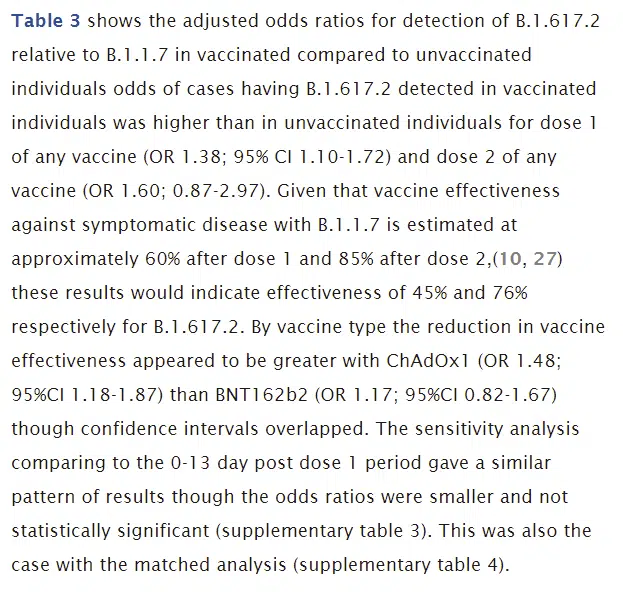 Table 3 shows the adjusted odds ratios for detection of B.1.617.2
relative to B.1.1.7 in vaccinated compared to unvaccinated
individuals odds of cases having B.1.617.2 detected in vaccinated
individuals was higher than in unvaccinated individuals for dose 1
of any vaccine (OR 1.38; 95% CI 1.10-1.72) and dose 2 of any
vaccine (OR 1.60; 0.87-2.97). Given that vaccine effectiveness
against symptomatic disease with B.1.1.7 is estimated at
approximately 60% after dose 1 and 85% after dose 2,(10, 27)
these results would indicate effectiveness of 45% and 76%
respectively for B.1.617.2. By vaccine type the reduction in vaccine
effectiveness appeared to be greater with ChAdOx1 (OR 1.48;
95%CI 1.18-1.87) than BNT162b2 (OR 1.17; 95%CI 0.82-1.67)
though confidence intervals overlapped. The sensitivity analysis
comparing to the 0-13 day post dose 1 period gave a similar
pattern of results though the odds ratios were smaller and not
statistically significant (supplementary table 3). This was also the
case with the matched analysis (supplementary table 4).